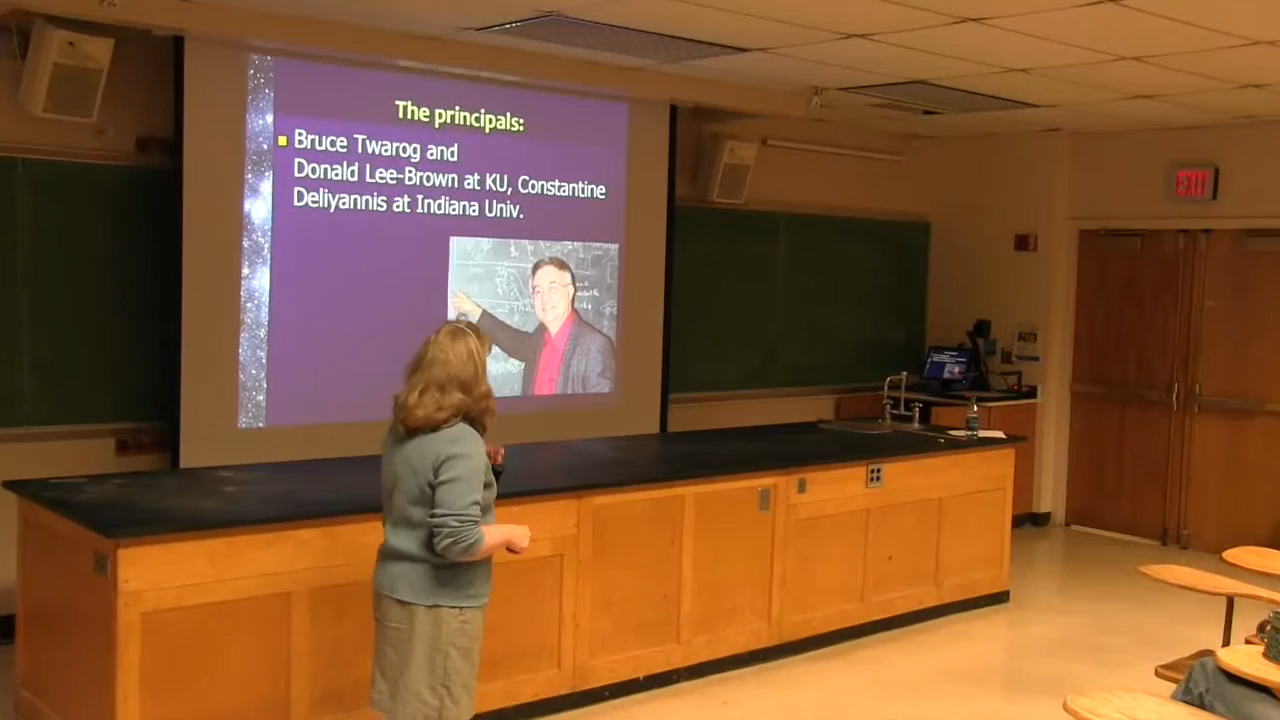 The principals:
Bruce Twarog and
Donald Lee-Brown at KU, Constantine
Deliyannis at Indiana Univ.
EXIT